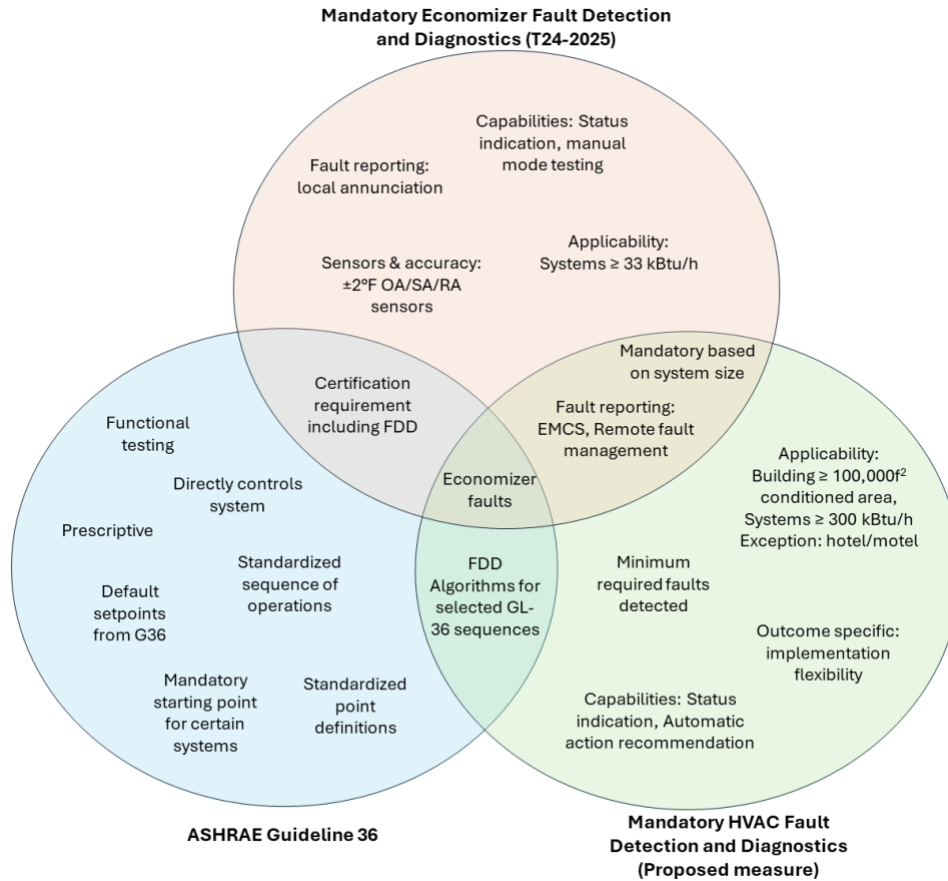 Mandatory Economizer Fault Detection
and Diagnostics (T24-2025)
Capabilities: Status
indication, manual
mode testing
Fault reporting:
local annunciation
Applicability:
Systems ≥ 33 kBtu/h
Sensors & accuracy:
±2°F OA/SA/RA
sensors
Mandatory based
on system size
Certification
requirement
including FDD
Fault reporting:
EMCS, Remote fault
management
Functional
testing
Directly controls
system
Economizer
faults
Applicability:
Building ≥ 100,000f²
conditioned area,
Systems ≥ 300 kBtu/h
Exception: hotel/motel
Prescriptive
Standardized
sequence of
operations
FDD
Algorithms for
selected GL-
36 sequences
Minimum
required faults
detected
Default
setpoints
from G36
Outcome specific:
implementation
flexibility
Mandatory
starting point
for certain
systems
Standardized
point
definitions
Capabilities: Status
indication, Automatic
action recommendation
ASHRAE Guideline 36
Mandatory HVAC Fault
Detection and Diagnostics
(Proposed measure)